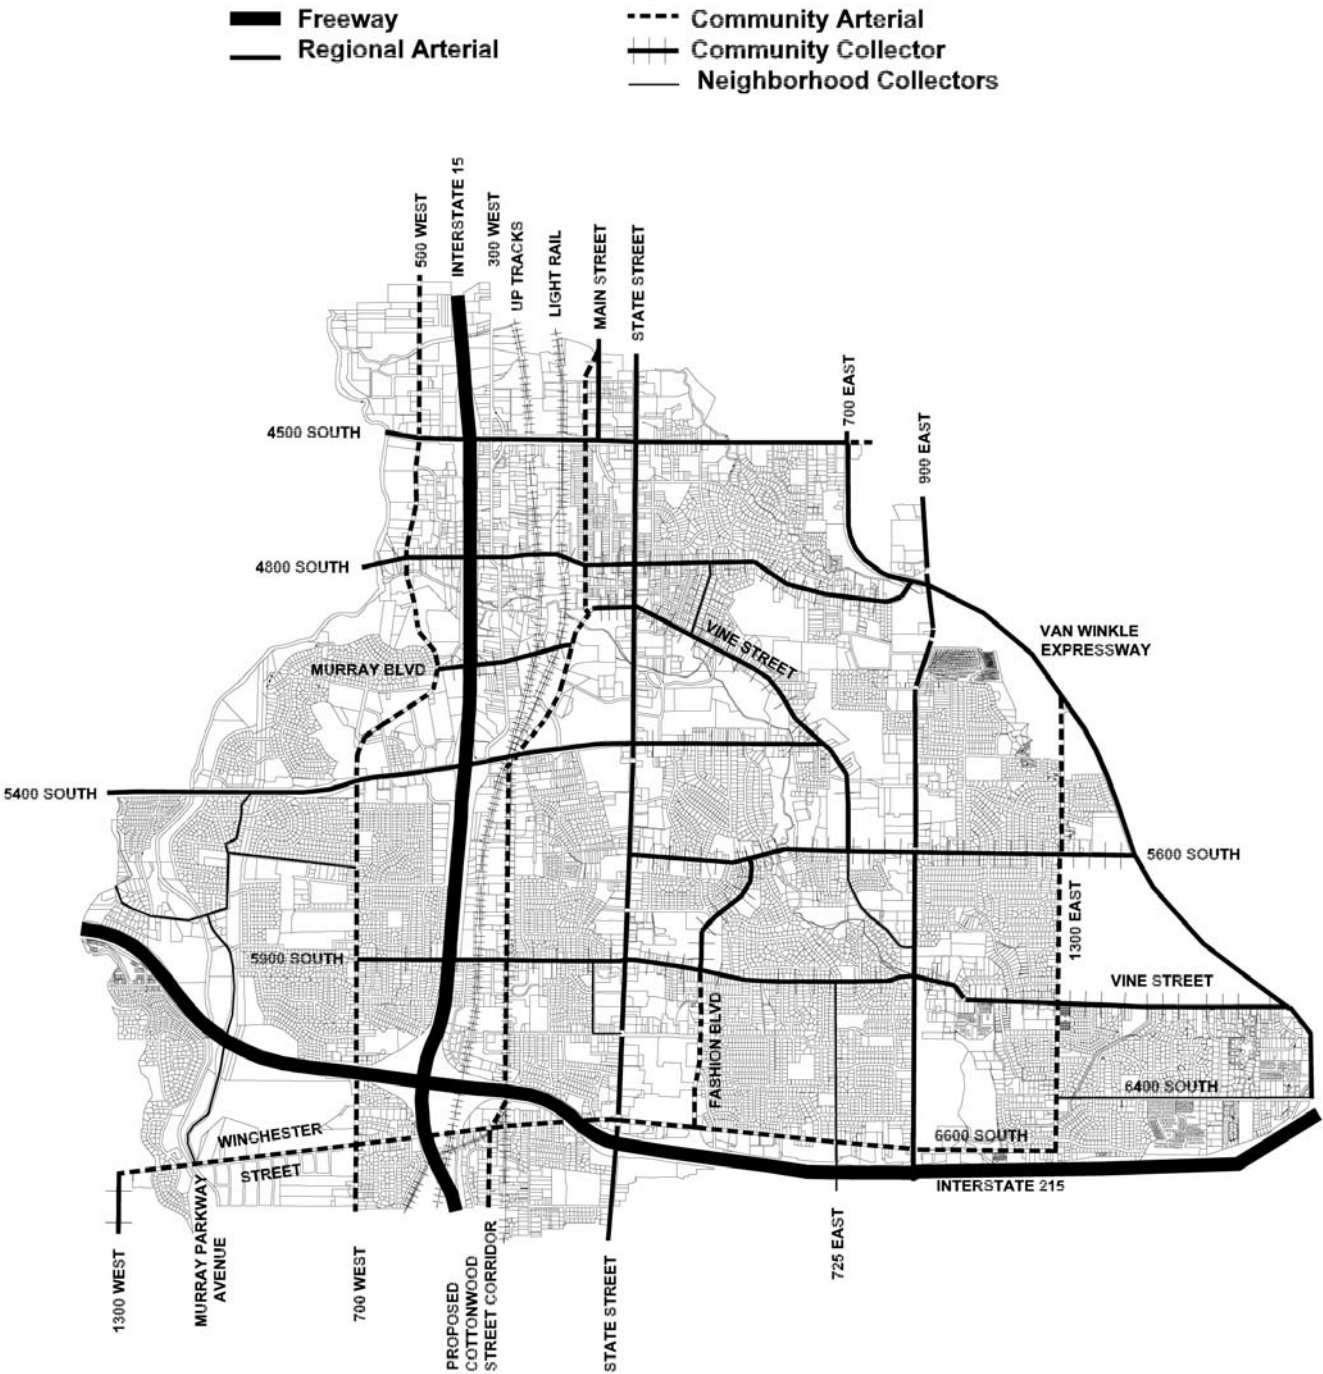 Freeway
Regional Arterial
Community Arterial
Community Collector
Neighborhood Collectors
500 WEST
INTERSTATE 15
300 WEST
UP TRACKS
LIGHT RAIL
MAIN STREET
STATE STREET
700 EAST
900 EAST
4500 SOUTH
4800 SOUTH
VINE STREET
VAN WINKLE
EXPRESSWAY
MURRAY BLVD
5400 SOUTH
5600 SOUTH
1300 EAST
5900 SOUTH
VINE STREET
FASHION BLVD
6400 SOUTH
WINCHESTER
STREET
6600 SOUTH
INTERSTATE 215
1300 WEST
MURRAY PARKWAY
AVENUE
700 WEST
PROPOSED
COTTONWOOD
STREET CORRIDOR
STATE STREET
725 EAST